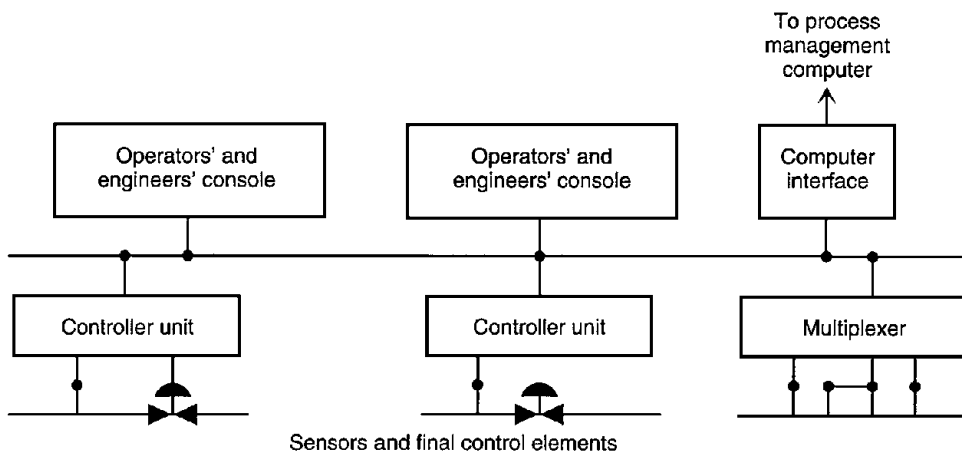 To process
management
computer
Operators' and
engineers' console
Operators' and
engineers' console
Computer
interface
Controller unit
Controller unit
Multiplexer
Sensors and final control elements